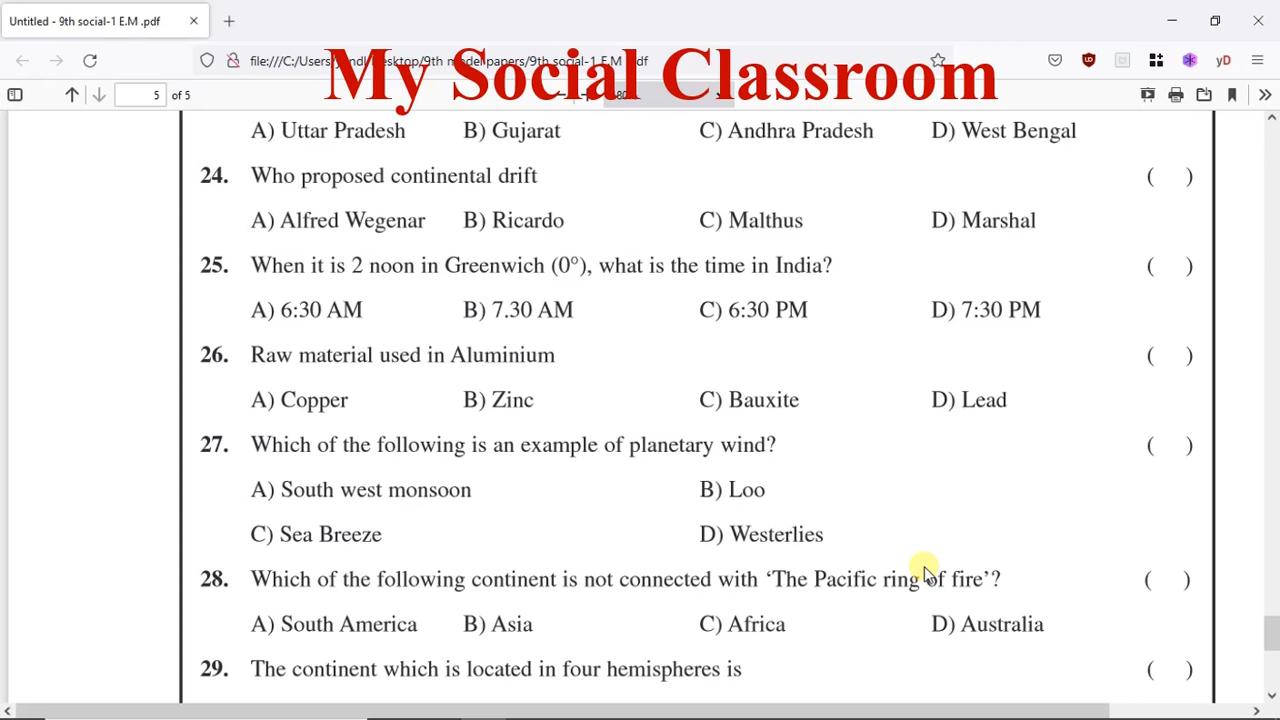 Untitled - 9th social-1 E.M .pdf
My Social Classroom
5 of 5
A) Uttar Pradesh B) Gujarat C) Andhra Pradesh D) West Bengal
24. Who proposed continental drift ( )
A) Alfred Wegenar B) Ricardo C) Malthus D) Marshal
25. When it is 2 noon in Greenwich (0°), what is the time in India? ( )
A) 6:30 AM B) 7.30 AM C) 6:30 PM D) 7:30 PM
26. Raw material used in Aluminium ( )
A) Copper B) Zinc C) Bauxite D) Lead
27. Which of the following is an example of planetary wind? ( )
A) South west monsoon B) Loo
C) Sea Breeze D) Westerlies
28. Which of the following continent is not connected with ‘The Pacific ring of fire’? ( )
A) South America B) Asia C) Africa D) Australia
29. The continent which is located in four hemispheres is ( )